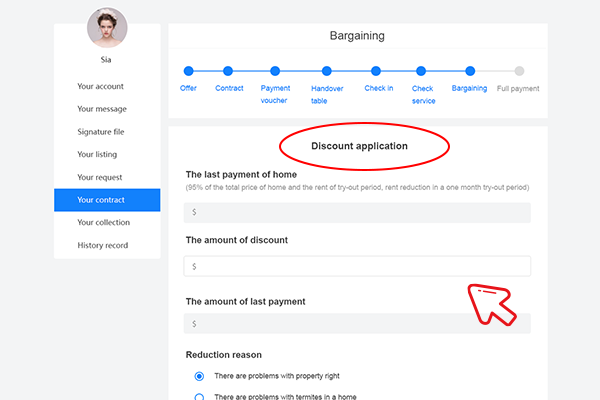 Sia
Your account
Your message
Signature file
Your listing
Your request
Your contract
Your collection
History record
Bargaining
Offer
Contract
Payment
voucher
Handover
table
Check in
Check
service
Bargaining
Full payment
Discount application
The last payment of home
(95% of the total price of home and the rent of try-out period, rent reduction in a one month try-out period)
$
The amount of discount
$
The amount of last payment
$
Reduction reason
There are problems with property right
There are problems with termites in a home